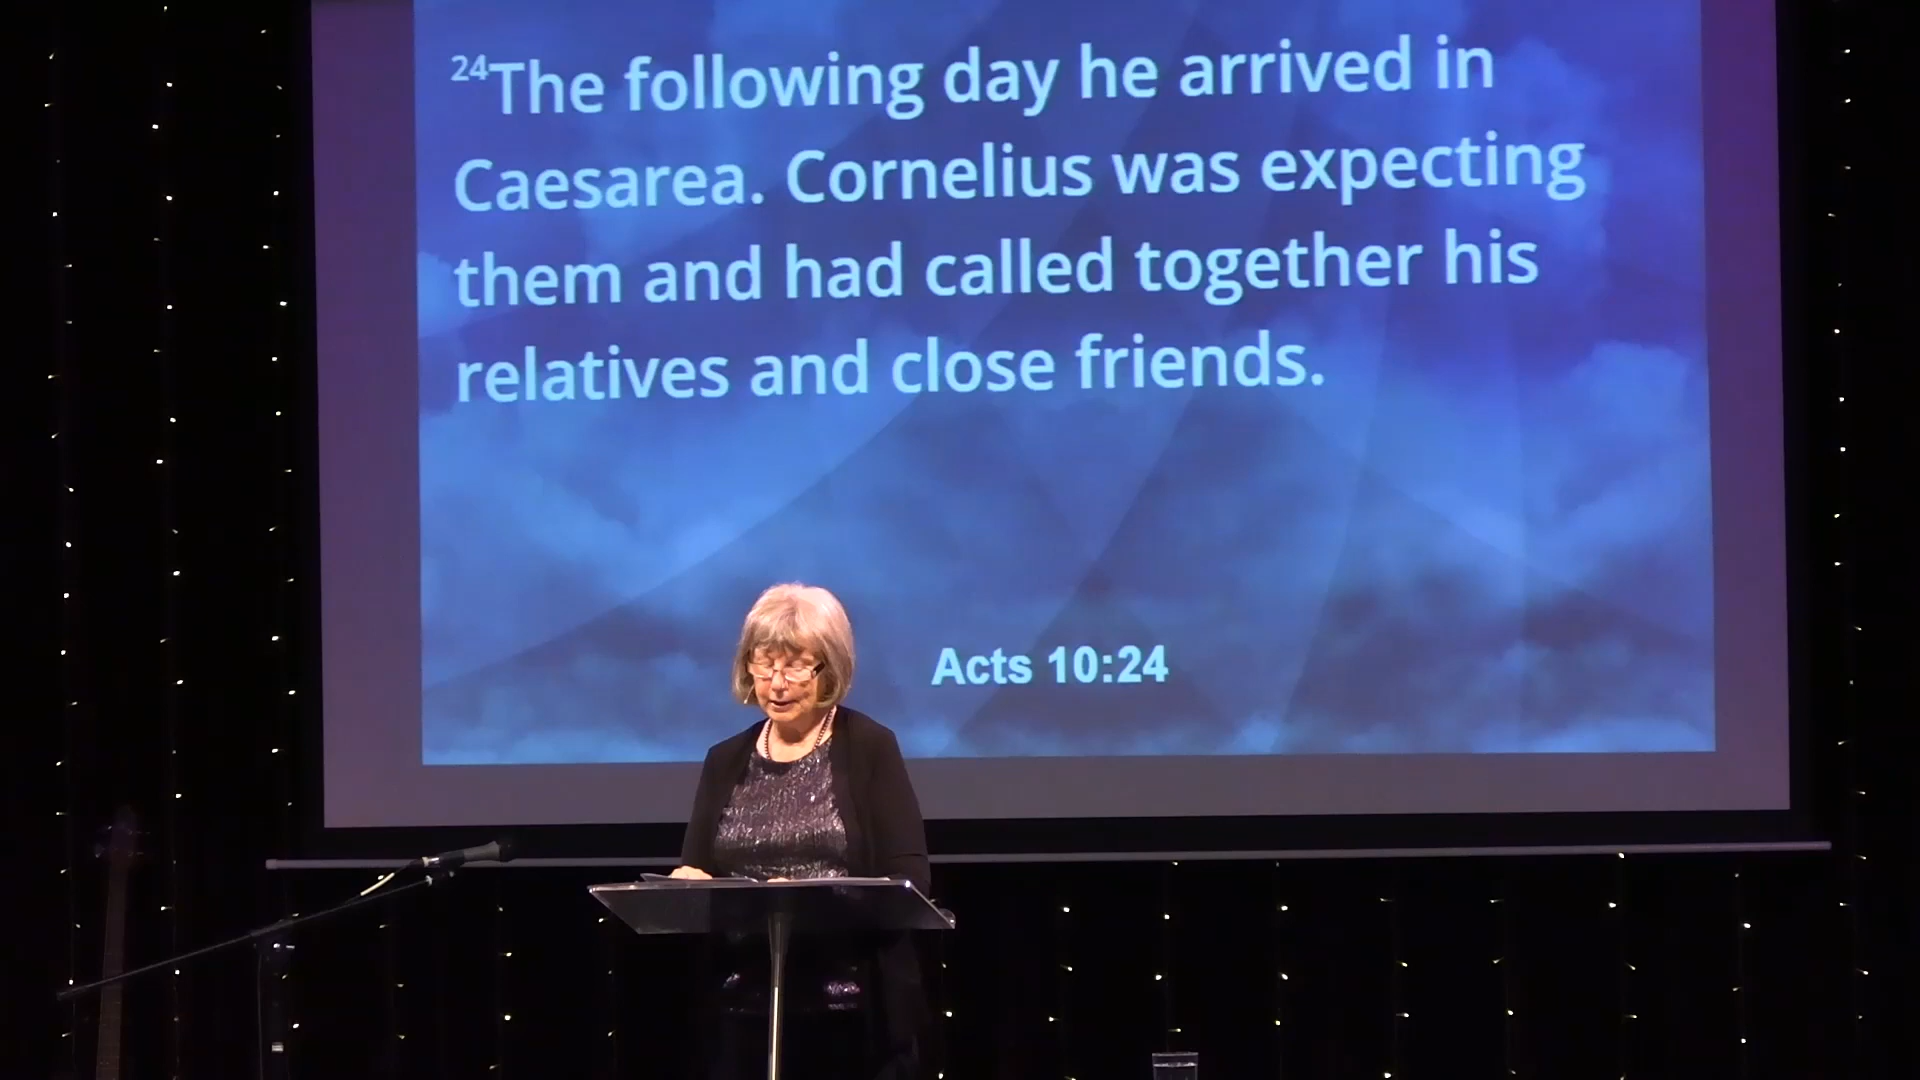 24The following day he arrived in
Caesarea. Cornelius was expecting
them and had called together his
relatives and close friends.
Acts 10:24